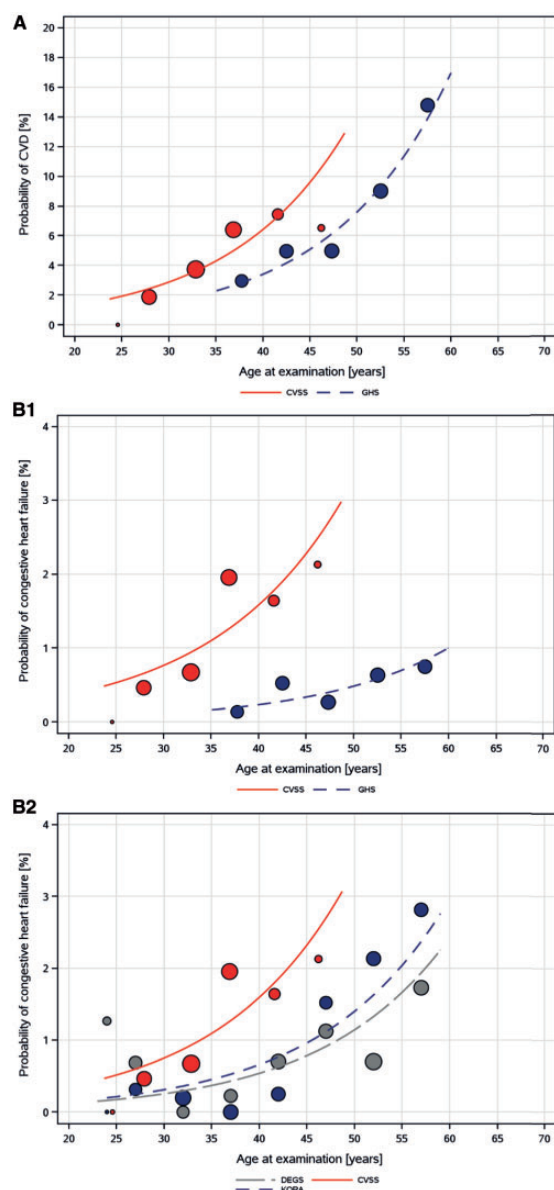 A
Probability of CVD [%]
20
18
16
14
12
10
8
6
4
2
0
20 25 30 35 40 45 50 55 60 65 70
Age at examination [years]
CVSS GHS
B1
Probability of congestive heart failure [%]
4
3
2
1
0
20 25 30 35 40 45 50 55 60 65 70
Age at examination [years]
CVSS GHS
B2
Probability of congestive heart failure [%]
4
3
2
1
0
20 25 30 35 40 45 50 55 60 65 70
Age at examination [years]
DEGS CVSS
KORA